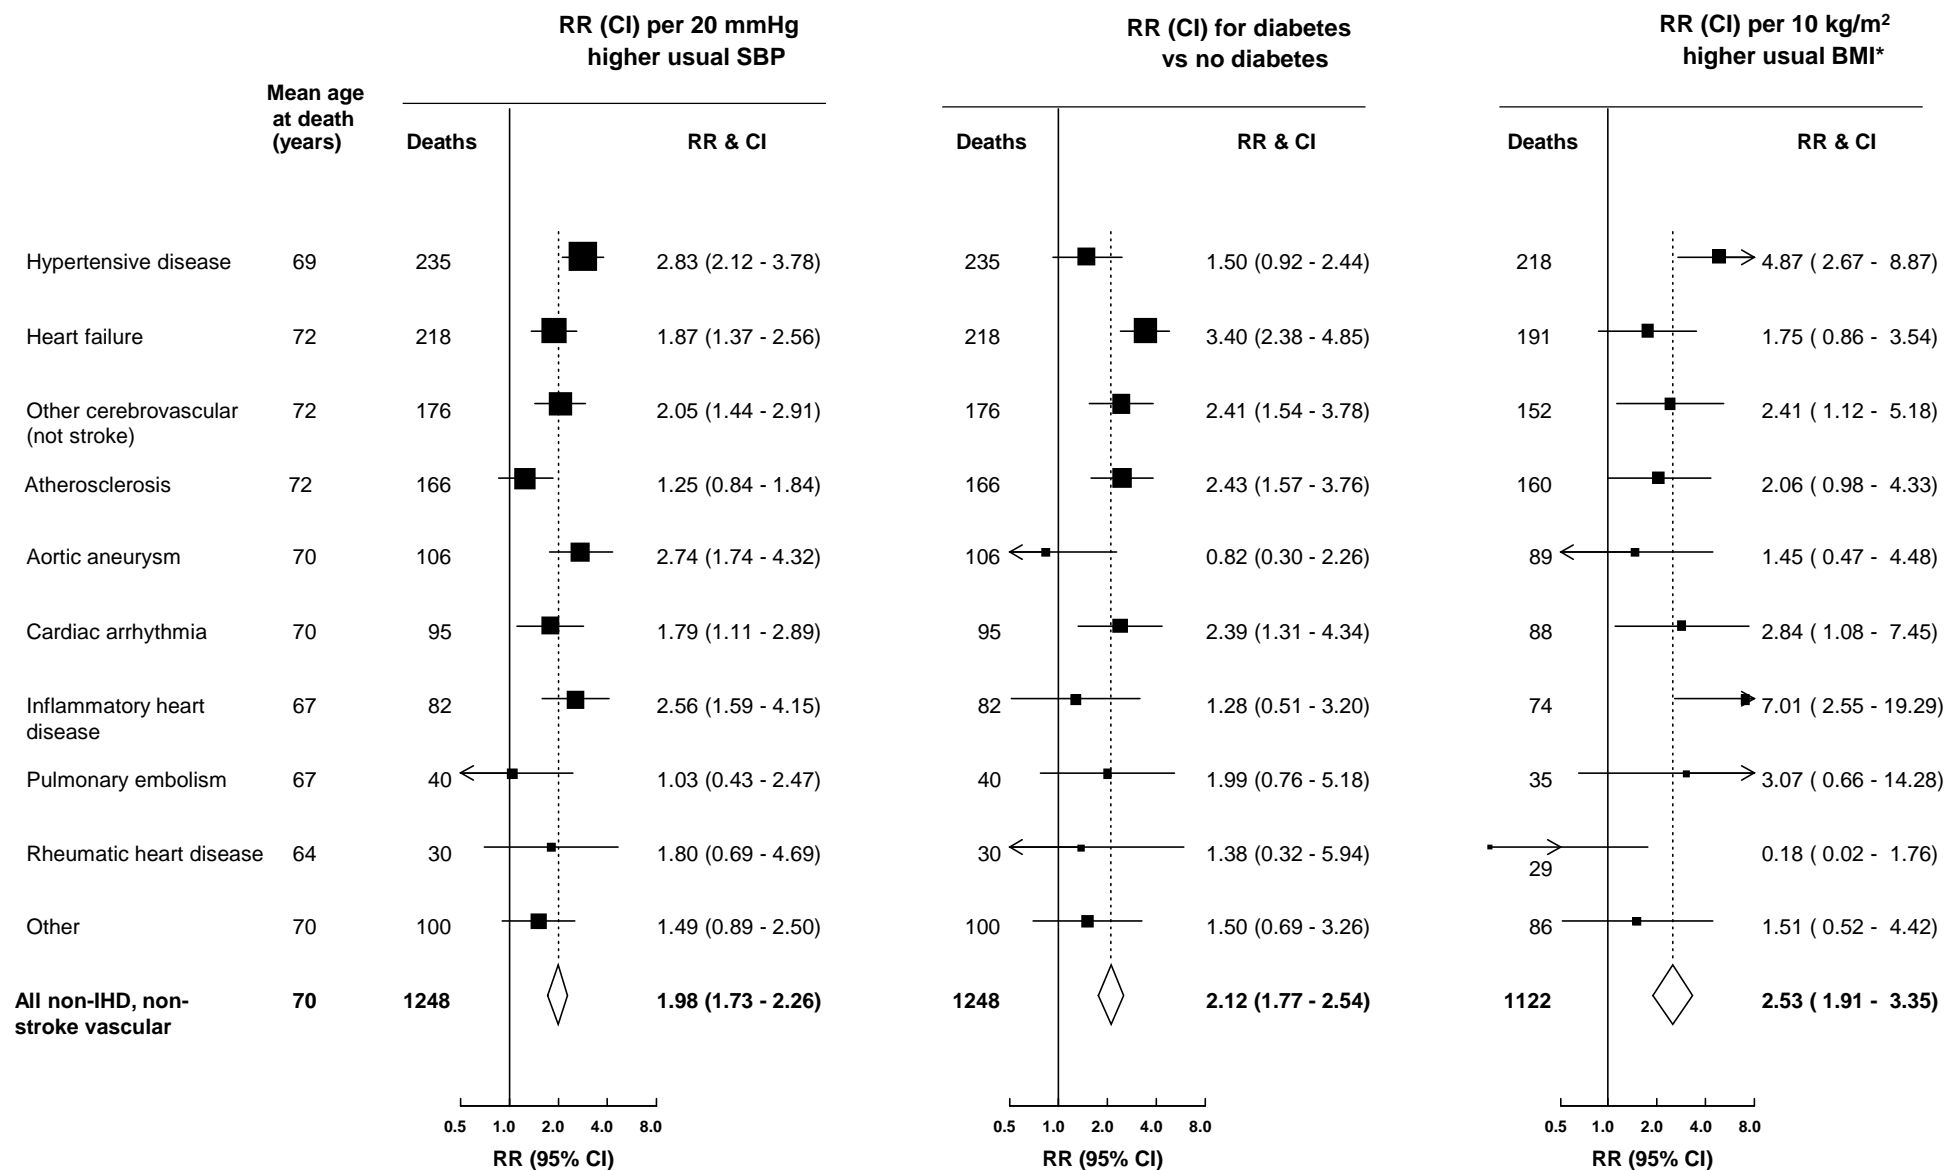 RR (CI) per 20 mmHg
higher usual SBP
RR (CI) for diabetes
vs no diabetes
RR (CI) per 10 kg/m²
higher usual BMI*
Mean age
at death
(years)
Deaths RR & CI Deaths RR & CI Deaths RR & CI
Hypertensive disease 69 235 2.83 (2.12 - 3.78) 235 1.50 (0.92 - 2.44) 218 4.87 ( 2.67 - 8.87)
Heart failure 72 218 1.87 (1.37 - 2.56) 218 3.40 (2.38 - 4.85) 191 1.75 ( 0.86 - 3.54)
Other cerebrovascular 72 176 2.05 (1.44 - 2.91) 176 2.41 (1.54 - 3.78) 152 2.41 ( 1.12 - 5.18)
(not stroke)
Atherosclerosis 72 166 1.25 (0.84 - 1.84) 166 2.43 (1.57 - 3.76) 160 2.06 ( 0.98 - 4.33)
Aortic aneurysm 70 106 2.74 (1.74 - 4.32) 106 0.82 (0.30 - 2.26) 89 1.45 ( 0.47 - 4.48)
Cardiac arrhythmia 70 95 1.79 (1.11 - 2.89) 95 2.39 (1.31 - 4.34) 88 2.84 ( 1.08 - 7.45)
Inflammatory heart 67 82 2.56 (1.59 - 4.15) 82 1.28 (0.51 - 3.20) 74 7.01 ( 2.55 - 19.29)
disease
Pulmonary embolism 67 40 1.03 (0.43 - 2.47) 40 1.99 (0.76 - 5.18) 35 3.07 ( 0.66 - 14.28)
Rheumatic heart disease 64 30 1.80 (0.69 - 4.69) 30 1.38 (0.32 - 5.94) 29 0.18 ( 0.02 - 1.76)
Other 70 100 1.49 (0.89 - 2.50) 100 1.50 (0.69 - 3.26) 86 1.51 ( 0.52 - 4.42)
All non-IHD, non- 70 1248 1.98 (1.73 - 2.26) 1248 2.12 (1.77 - 2.54) 1122 2.53 ( 1.91 - 3.35)
stroke vascular
0.5 1.0 2.0 4.0 8.0 0.5 1.0 2.0 4.0 8.0 0.5 1.0 2.0 4.0 8.0
RR (95% CI) RR (95% CI) RR (95% CI)